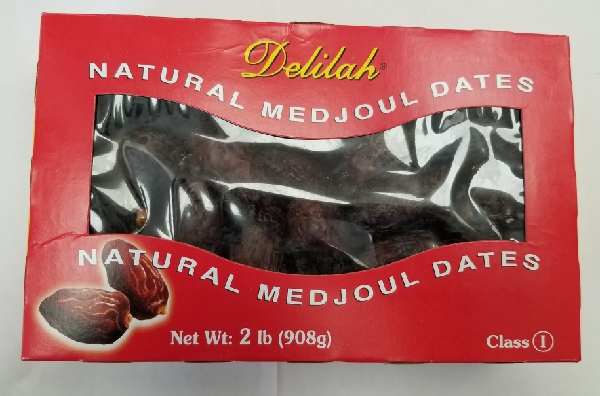 Delilah®
NATURAL MEDJOUL DATES
NATURAL MEDJOUL DATES
Net Wt: 2 lb (908g)
Class I